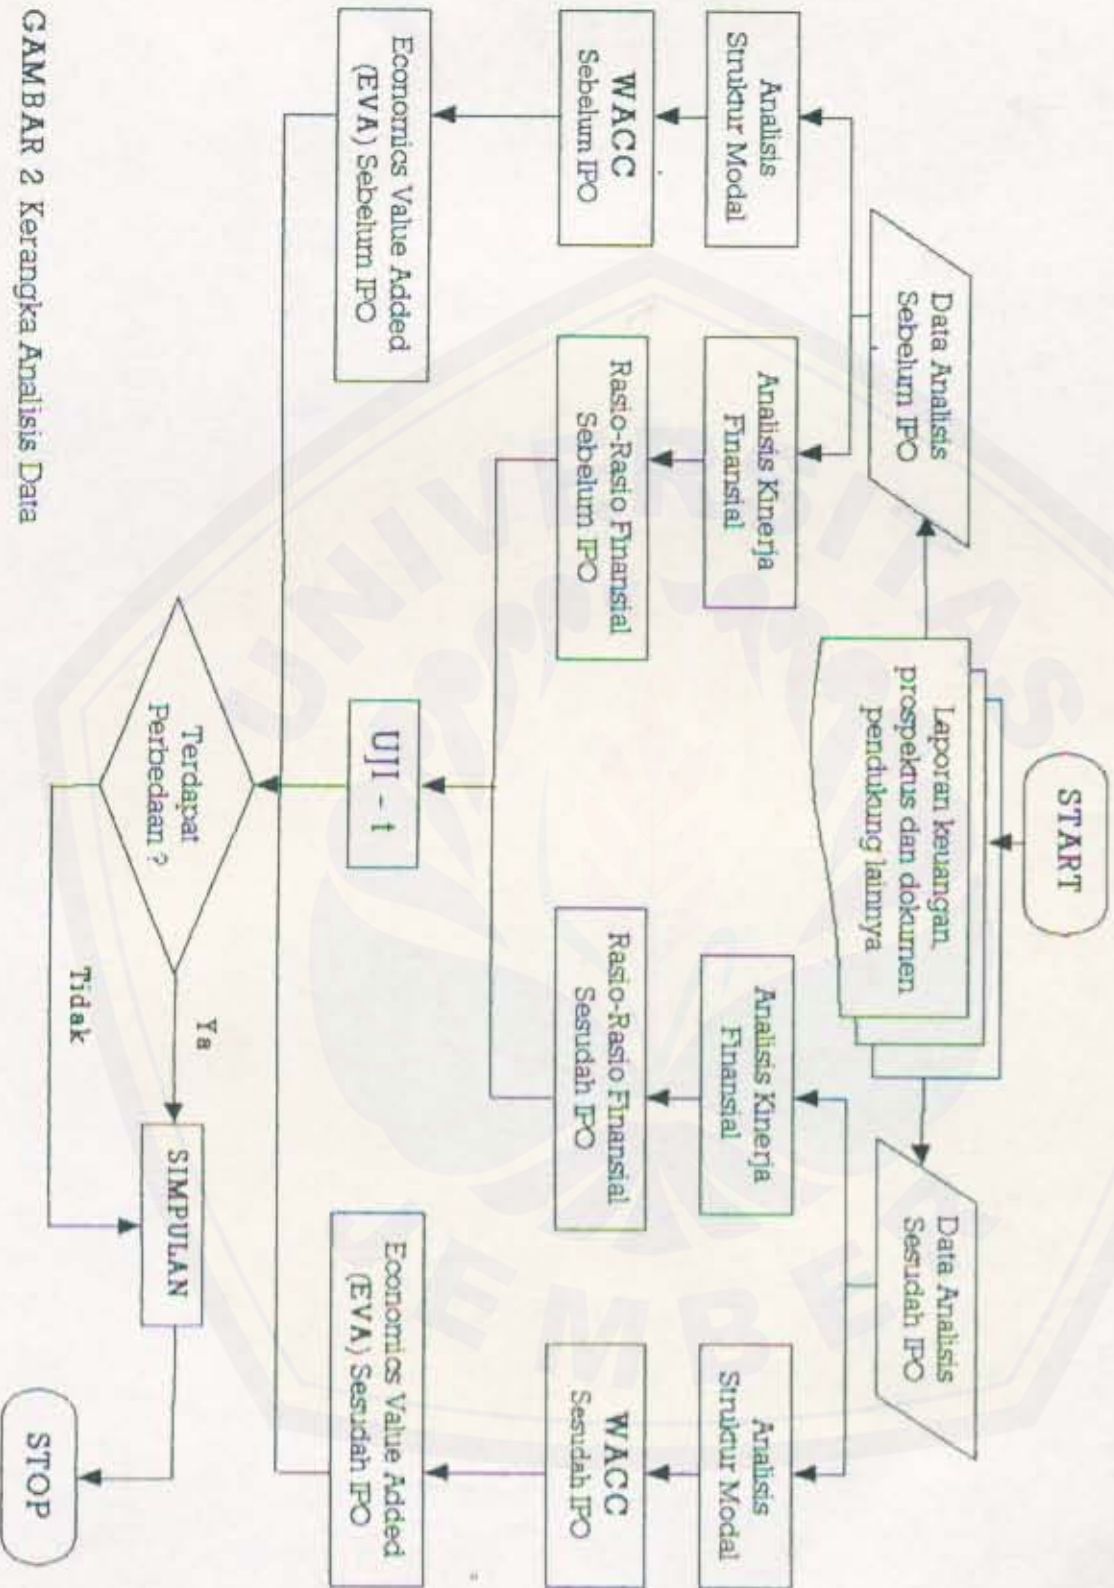 START
Laporan keuangan,
prospektus dan dokumen
pendukung lainnya
Data Analisis
Sebelum IPO
Data Analisis
Sesudah IPO
Analisis
Struktur Modal
Analisis Kinerja
Finansial
Analisis Kinerja
Finansial
Analisis
Struktur Modal
WACC
Sebelum IPO
Rasio-Rasio Finansial
Sebelum IPO
Rasio-Rasio Finansial
Sesudah IPO
WACC
Sesudah IPO
Economics Value Added
(EVA) Sebelum IPO
UJI - t
Economics Value Added
(EVA) Sesudah IPO
Terdapat
Perbedaan ?
Ya
Tidak
SIMPULAN
STOP
GAMBAR 2 Kerangka Analisis Data
UNIVERSITAS
JEMBER